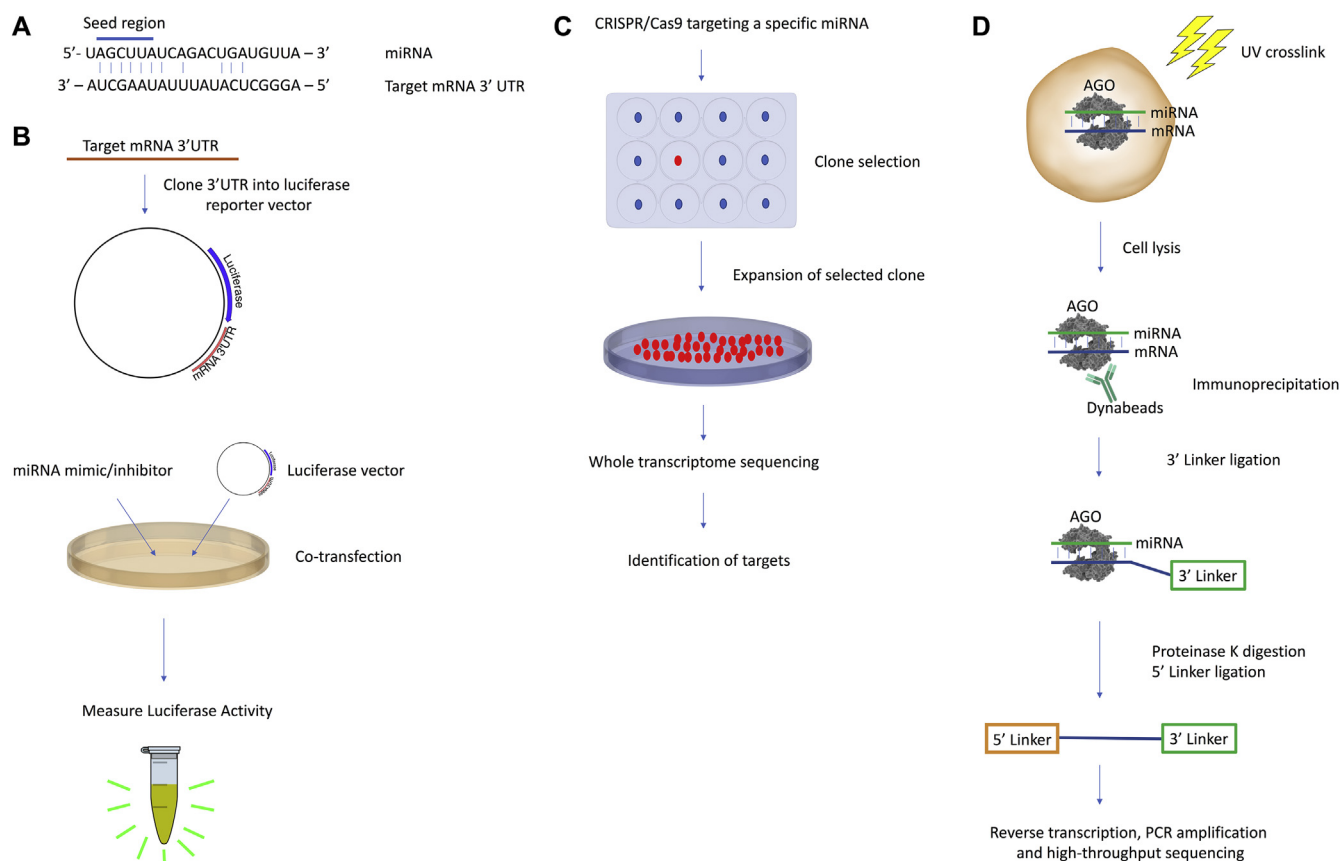 A
Seed region
5’- UAGCUUAUCAGACUGAUGUUA – 3’
miRNA
3’ – AUCGAAUAUUUAUACUCGGGA – 5’
Target mRNA 3’ UTR
B
Target mRNA 3’UTR
Clone 3’UTR into luciferase
reporter vector
Luciferase
mRNA 3’UTR
miRNA mimic/inhibitor
Luciferase vector
Co-transfection
Measure Luciferase Activity
C
CRISPR/Cas9 targeting a specific miRNA
Clone selection
Expansion of selected clone
Whole transcriptome sequencing
Identification of targets
D
UV crosslink
AGO
miRNA
mRNA
Cell lysis
AGO
miRNA
mRNA
Immunoprecipitation
Dynabeads
3’ Linker ligation
AGO
miRNA
3’ Linker
Proteinase K digestion
5’ Linker ligation
5’ Linker
3’ Linker
Reverse transcription, PCR amplification
and high-throughput sequencing